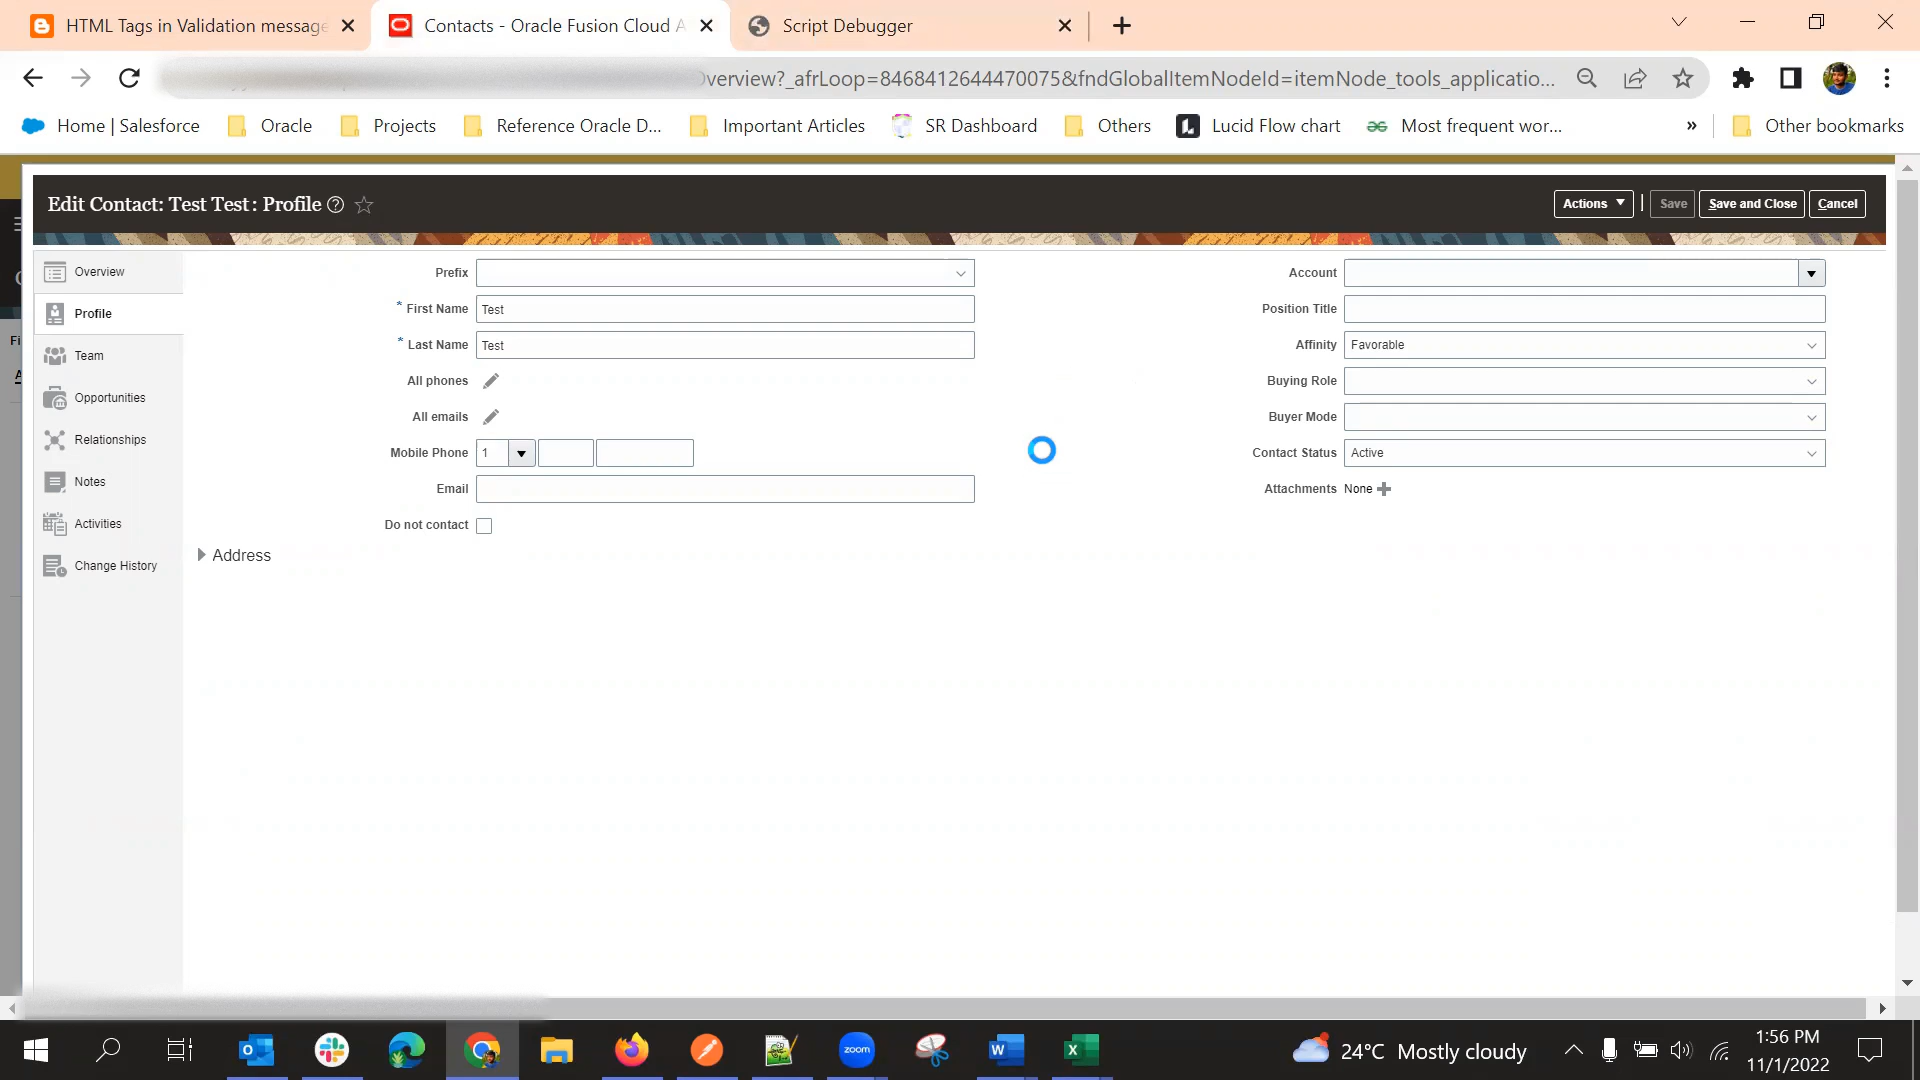 HTML Tags in Validation message
Contacts - Oracle Fusion Cloud A
Script Debugger
Overview?_afrLoop=8468412644470075&fndGlobalItemNodeId=itemNode_tools_applicatio...
Home | Salesforce
Oracle
Projects
Reference Oracle D...
Important Articles
SR Dashboard
Others
Lucid Flow chart
Most frequent wor...
»
Other bookmarks
Edit Contact: Test Test : Profile
Actions
Save
Save and Close
Cancel
Overview
Profile
Team
Opportunities
Relationships
Notes
Activities
Change History
Prefix
* First Name Test
* Last Name Test
All phones
All emails
Mobile Phone 1
Email
Do not contact
Address
Account
Position Title
Affinity Favorable
Buying Role
Buyer Mode
Contact Status Active
Attachments None
zoom
24°C Mostly cloudy
1:56 PM
11/1/2022